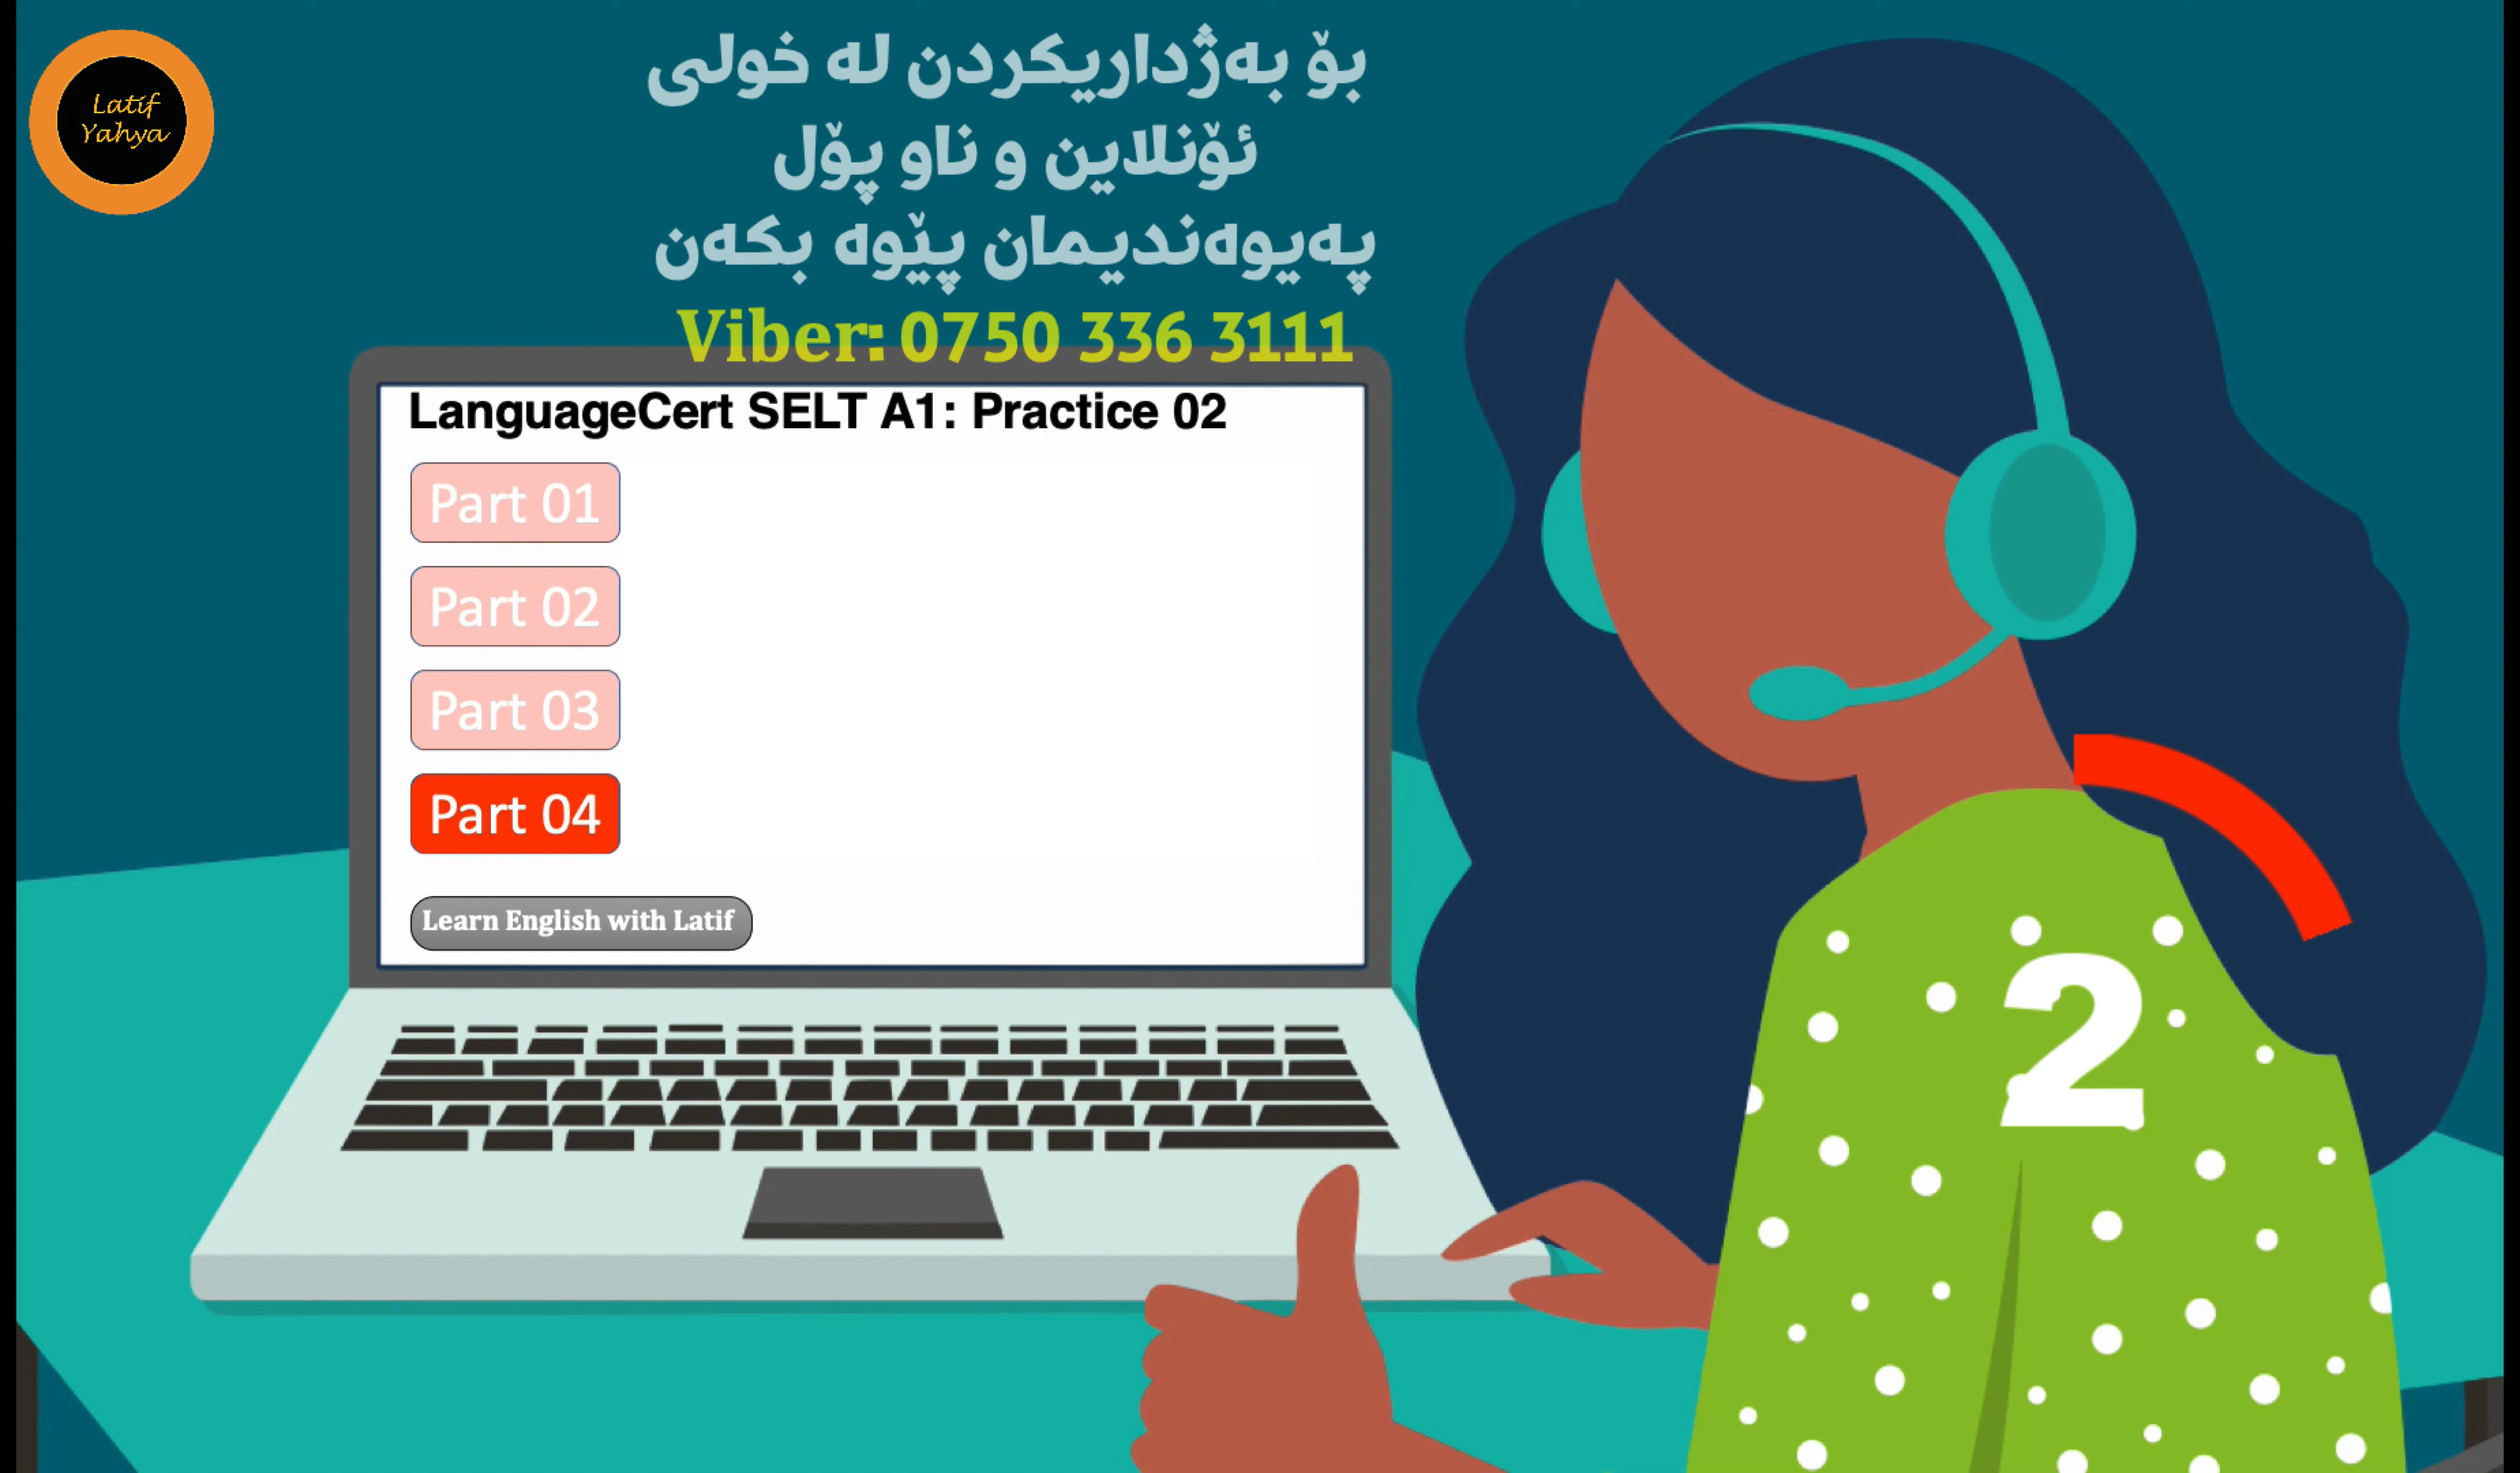 Latif
Yahya
بۆ بەژداریکردن لە خولی
ئۆنلاین و ناو پۆل
پەیوەندیمان پێوە بکەن
Viber: 0750 336 3111
LanguageCert SELT A1: Practice 02
Part 01
Part 02
Part 03
Part 04
Learn English with Latif
2